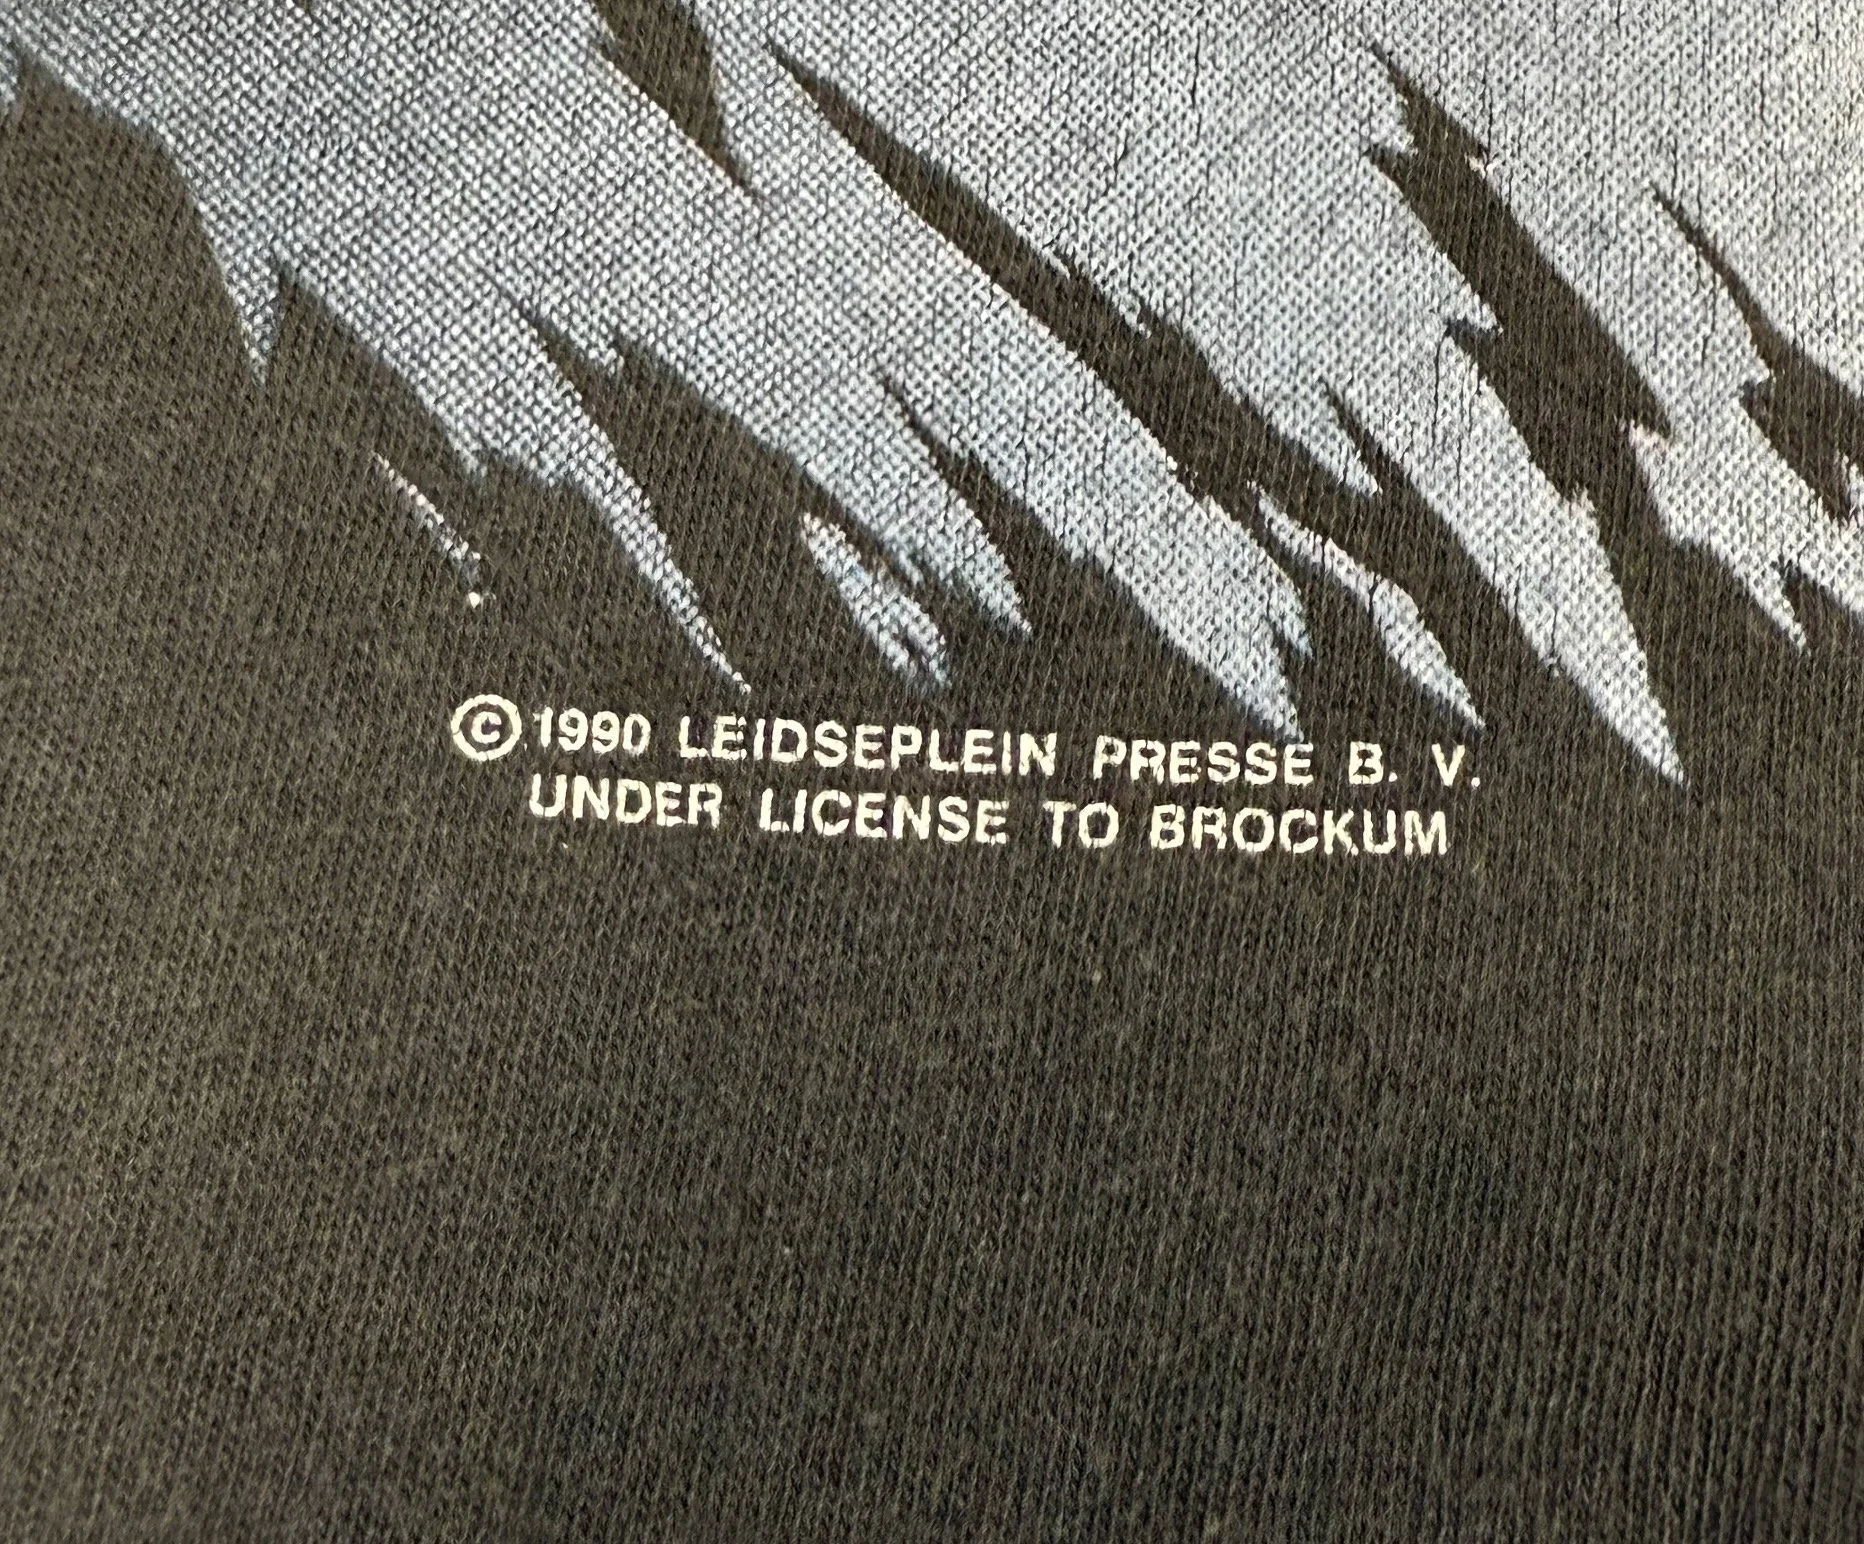 ©1990 LEIDSEPLEIN PRESSE B. V.
UNDER LICENSE TO BROCKUM